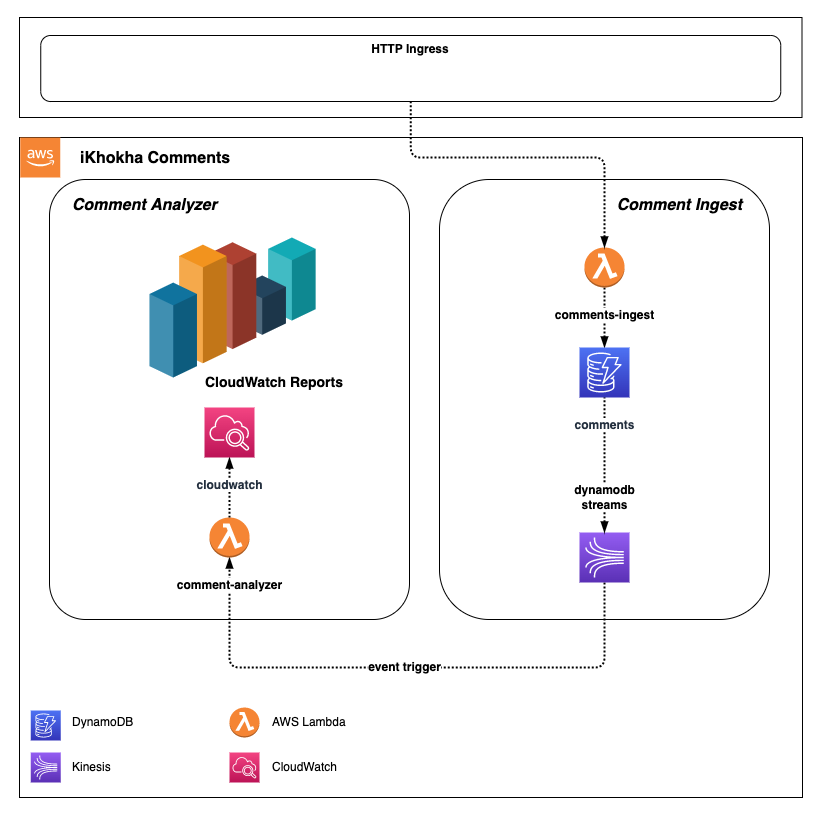 HTTP Ingress
aws
iKhokha Comments
Comment Analyzer
CloudWatch Reports
cloudwatch
comment-analyzer
Comment Ingest
comments-ingest
comments
dynamodb
streams
event trigger
DynamoDB
AWS Lambda
Kinesis
CloudWatch